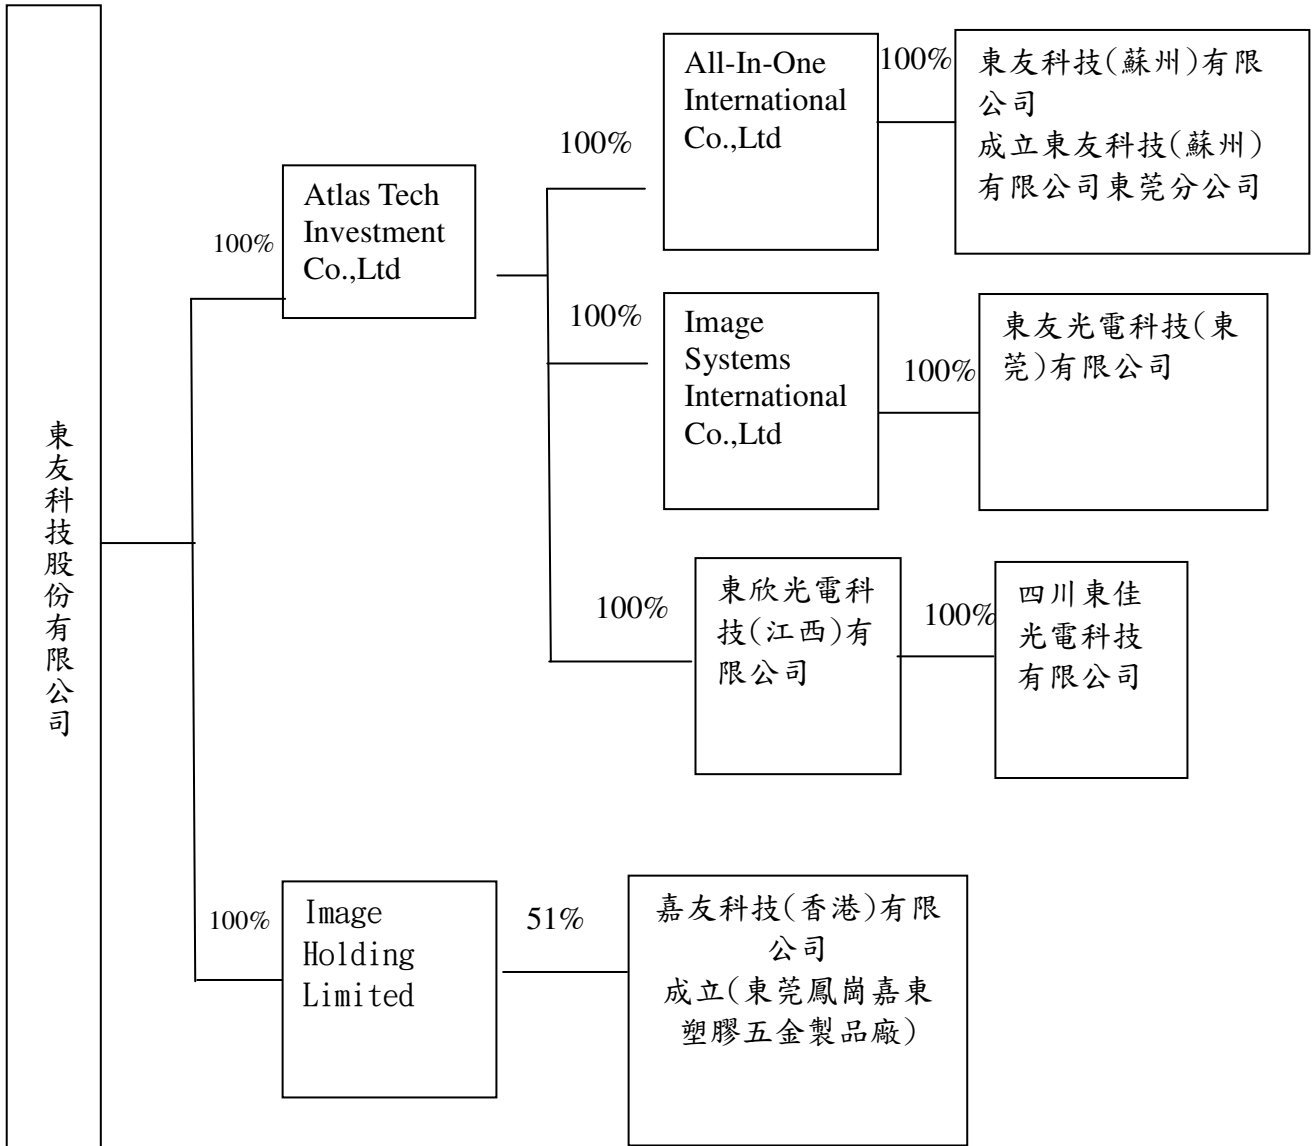 東友科技股份有限公司
100%
Atlas Tech
Investment
Co.,Ltd
100%
All-In-One
International
Co.,Ltd
100%
東友科技(蘇州)有限
公司
成立東友科技(蘇州)
有限公司東莞分公司
100%
Image
Systems
International
Co.,Ltd
100%
東友光電科技(東
莞)有限公司
100%
東欣光電科
技(江西)有
限公司
100%
四川東佳
光電科技
有限公司
100%
Image
Holding
Limited
51%
嘉友科技(香港)有限
公司
成立(東莞鳳崗嘉東
塑膠五金製品廠)